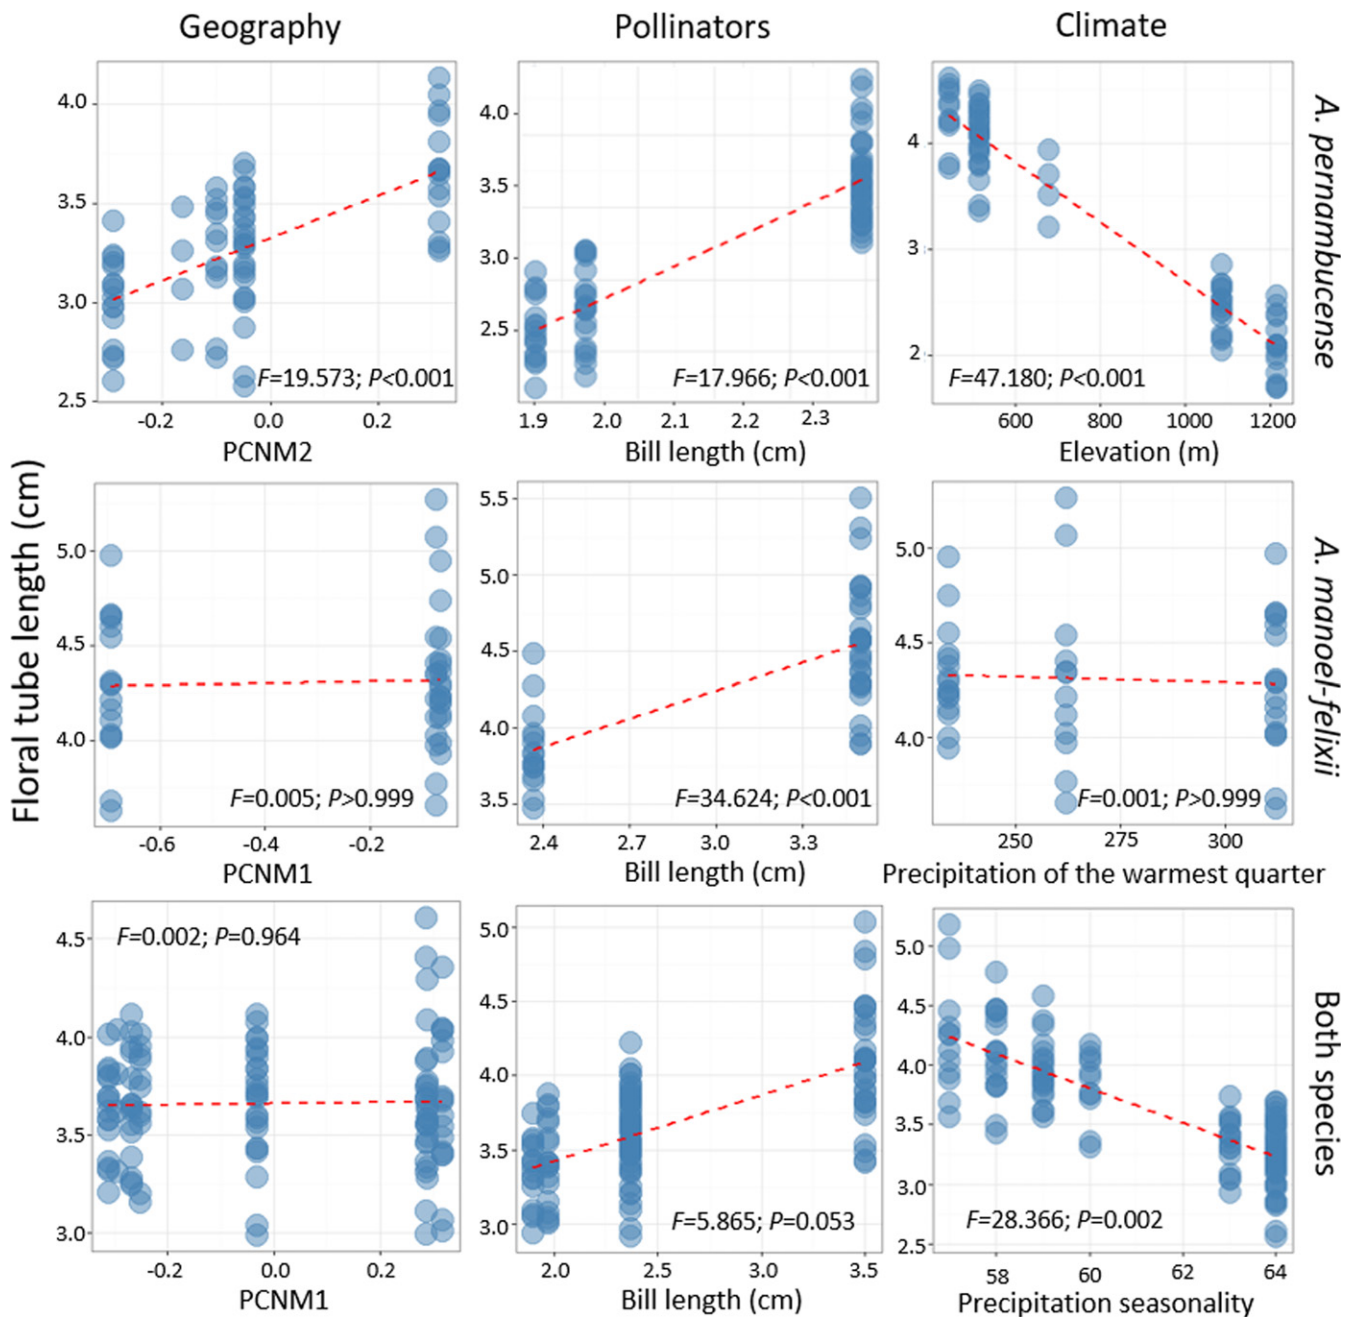 Geography
Pollinators
Climate
Floral tube length (cm)
4.0
3.5
3.0
2.5
-0.2
0.0
0.2
PCNM2
F=19.573; P<0.001
4.0
3.5
3.0
2.5
1.9
2.0
2.1
2.2
2.3
Bill length (cm)
F=17.966; P<0.001
4
3
2
600
800
1000
1200
Elevation (m)
F=47.180; P<0.001
A. pernambucense
5.0
4.5
4.0
-0.6
-0.4
-0.2
PCNM1
F=0.005; P>0.999
5.5
5.0
4.5
4.0
3.5
2.4
2.7
3.0
3.3
Bill length (cm)
F=34.624; P<0.001
5.0
4.5
4.0
250
275
300
Precipitation of the warmest quarter
F=0.001; P>0.999
A. manoel-felixii
4.5
4.0
3.5
3.0
-0.2
0.0
0.2
PCNM1
F=0.002; P=0.964
5.0
4.5
4.0
3.5
3.0
2.0
2.5
3.0
3.5
Bill length (cm)
F=5.865; P=0.053
5.0
4.5
4.0
3.5
3.0
2.5
58
60
62
64
Precipitation seasonality
F=28.366; P=0.002
Both species